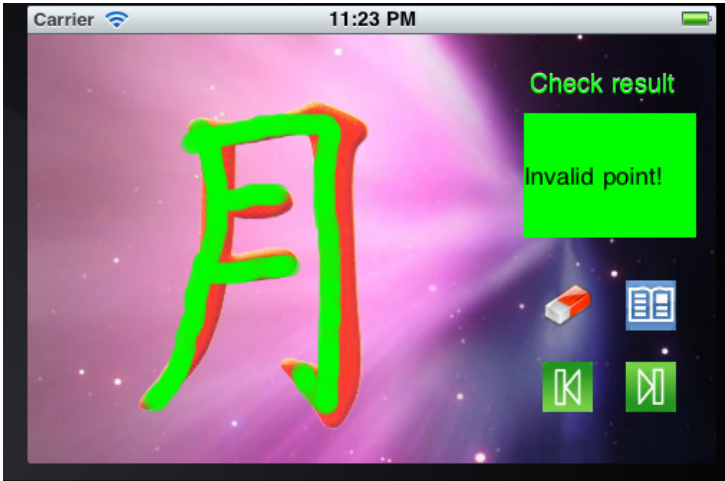 Carrier 11:23 PM
Check result
月
Invalid point!